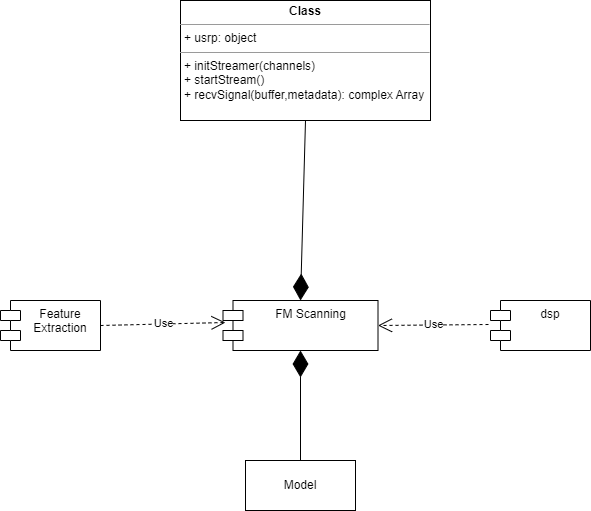 Class
+ usrp: object
+ initStreamer(channels)
+ startStream()
+ recvSignal(buffer,metadata): complex Array
Feature
Extraction
Use
FM Scanning
Use
dsp
Model